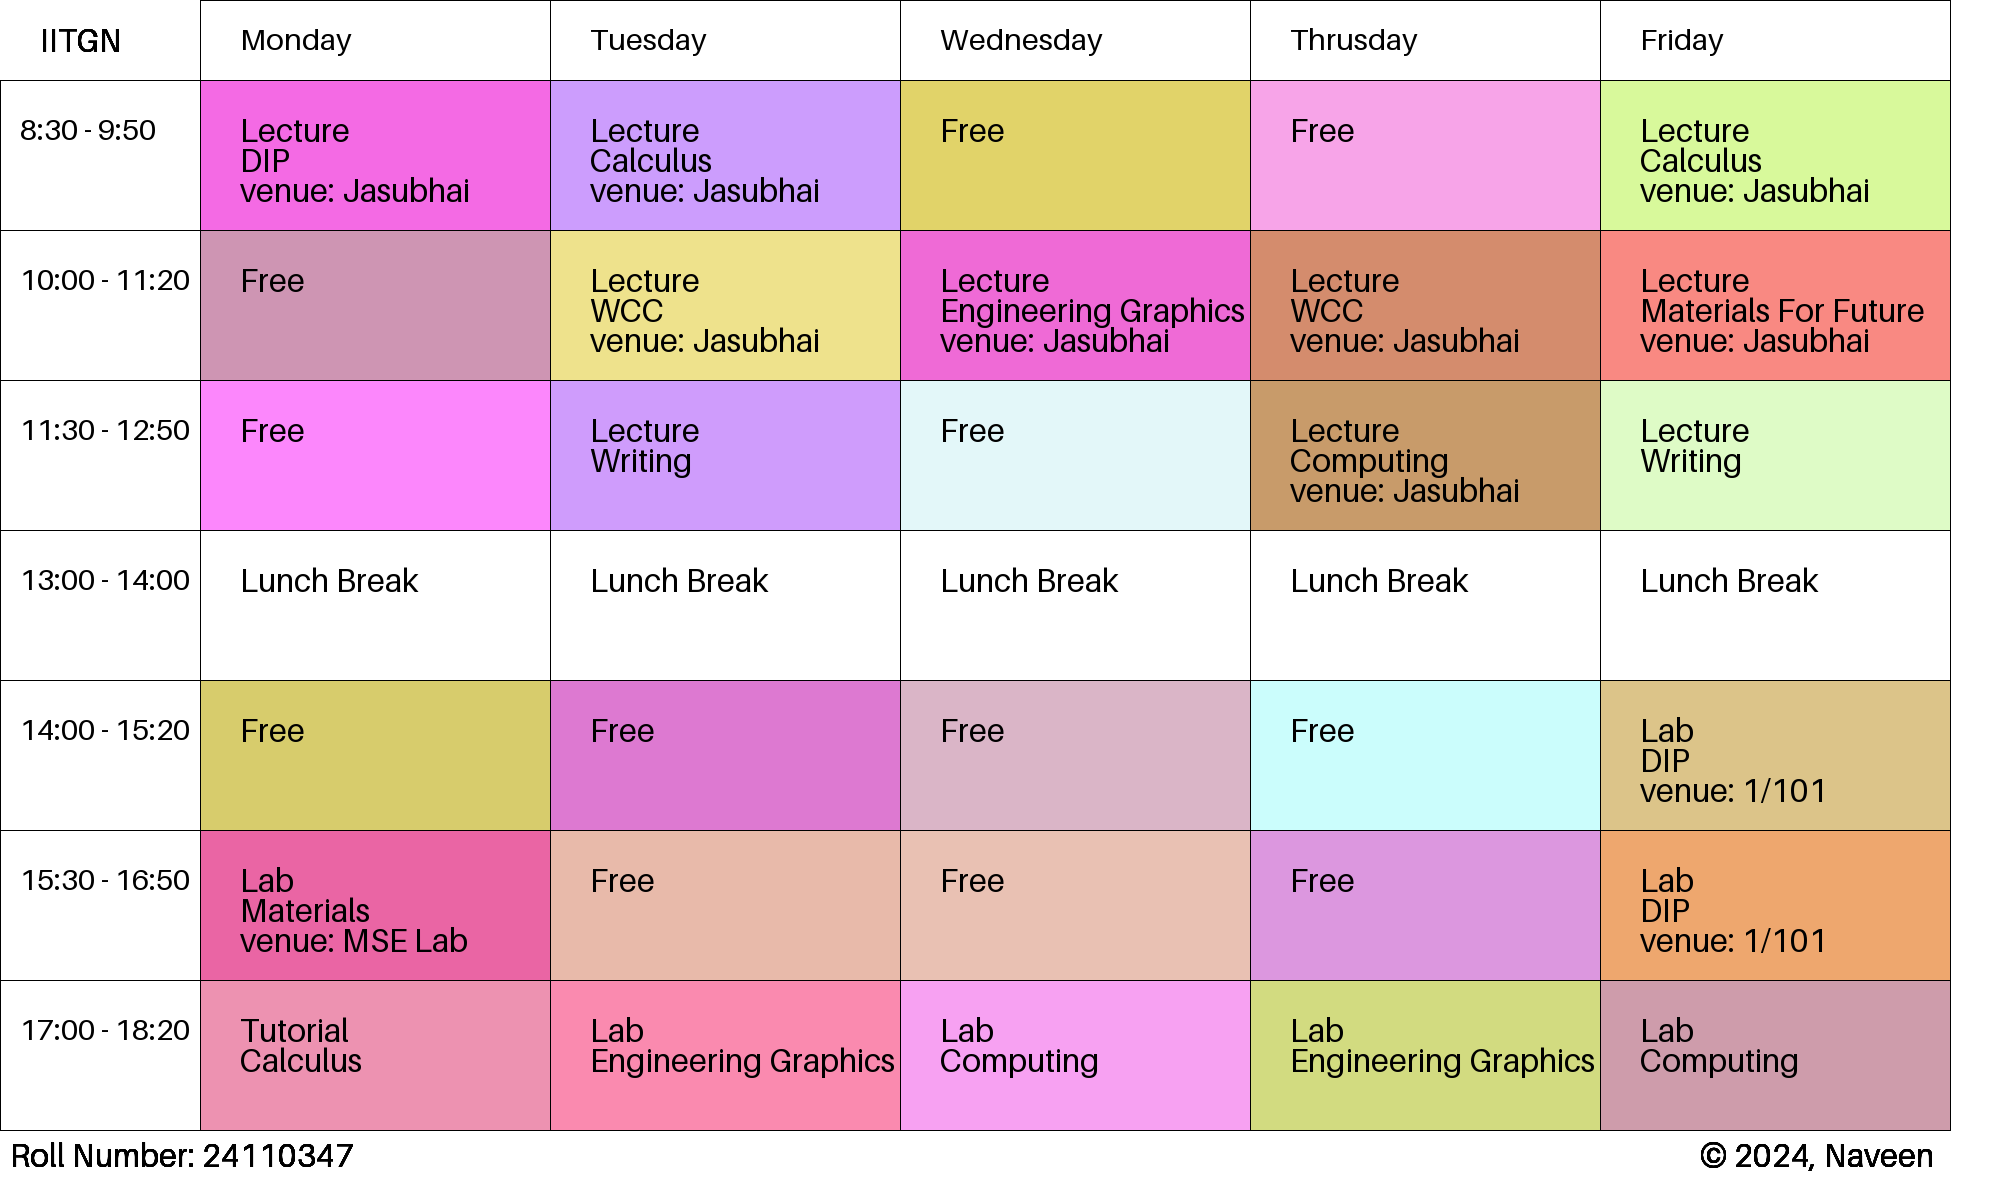 IITGN
Monday
Tuesday
Wednesday
Thrusday
Friday
8:30 - 9:50
Lecture
DIP
venue: Jasubhai
Lecture
Calculus
venue: Jasubhai
Free
Free
Lecture
Calculus
venue: Jasubhai
10:00 - 11:20
Free
Lecture
WCC
venue: Jasubhai
Lecture
Engineering Graphics
venue: Jasubhai
Lecture
WCC
venue: Jasubhai
Lecture
Materials For Future
venue: Jasubhai
11:30 - 12:50
Free
Lecture
Writing
Free
Lecture
Computing
venue: Jasubhai
Lecture
Writing
13:00 - 14:00
Lunch Break
Lunch Break
Lunch Break
Lunch Break
Lunch Break
14:00 - 15:20
Free
Free
Free
Free
Lab
DIP
venue: 1/101
15:30 - 16:50
Lab
Materials
venue: MSE Lab
Free
Free
Free
Lab
DIP
venue: 1/101
17:00 - 18:20
Tutorial
Calculus
Lab
Engineering Graphics
Lab
Computing
Lab
Engineering Graphics
Lab
Computing
Roll Number: 24110347
© 2024, Naveen